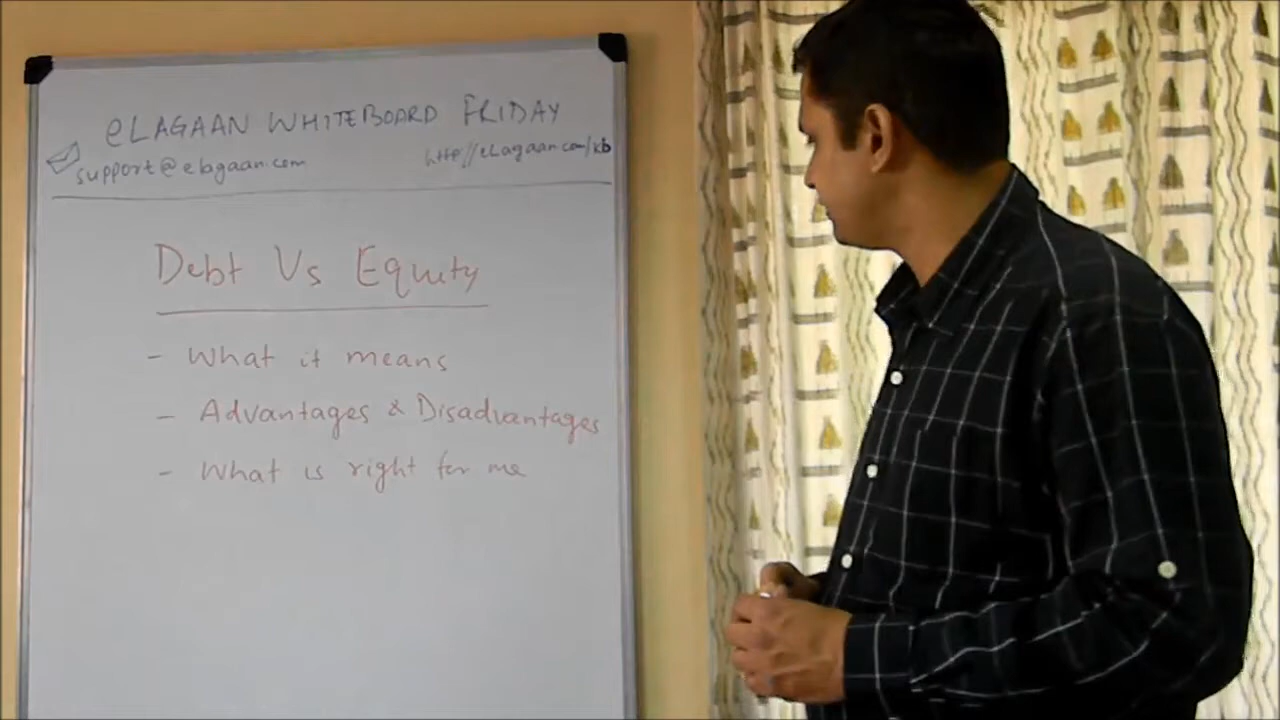 eLAGAAN WHITEBOARD FRIDAY
support@elagaan.com http://eLagaan.com/kb
Debt Vs Equity
- What it means
- Advantages & Disadvantages
- What is right for me